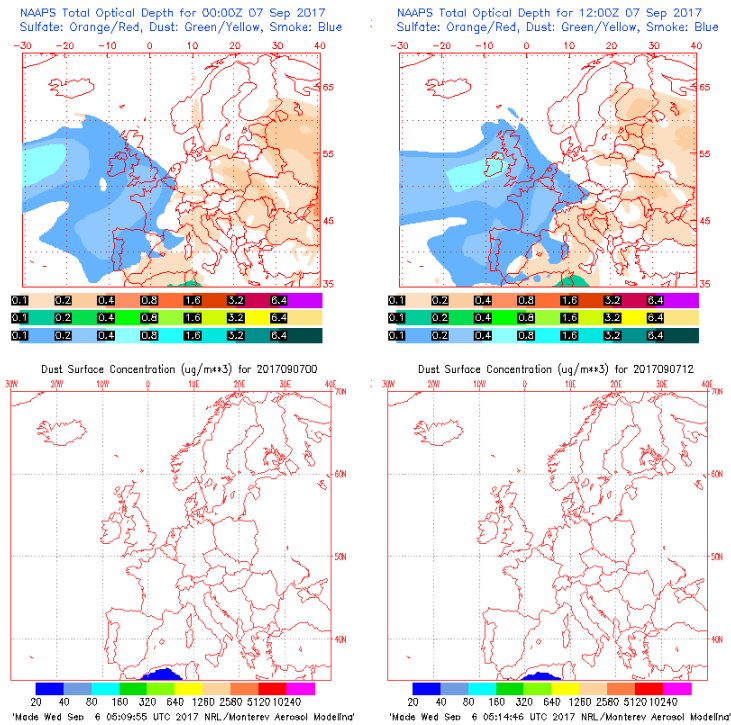 NAAPS Total Optical Depth for 00:00Z 07 Sep 2017
Sulfate: Orange/Red, Dust: Green/Yellow, Smoke: Blue
-30 -20 -10 0 10 20 30 40
65
55
45
35
0.1 0.2 0.4 0.8 1.6 3.2 6.4
0.1 0.2 0.4 0.8 1.6 3.2 6.4
0.1 0.2 0.4 0.8 1.6 3.2 6.4
NAAPS Total Optical Depth for 12:00Z 07 Sep 2017
Sulfate: Orange/Red, Dust: Green/Yellow, Smoke: Blue
-30 -20 -10 0 10 20 30 40
65
55
45
35
0.1 0.2 0.4 0.8 1.6 3.2 6.4
0.1 0.2 0.4 0.8 1.6 3.2 6.4
0.1 0.2 0.4 0.8 1.6 3.2 6.4
Dust Surface Concentration (ug/m**3) for 2017090700
30W 20W 10W 0 10E 20E 30E 40E
70N
60N
50N
40N
20 40 80 160 320 640 1280 2560 5120 10240
'Made Wed Sep 6 05:09:55 UTC 2017 NRL/Monterey Aerosol Modeling'
Dust Surface Concentration (ug/m**3) for 2017090712
30W 20W 10W 0 10E 20E 30E 40E
70N
60N
50N
40N
20 40 80 160 320 640 1280 2560 5120 10240
'Made Wed Sep 6 05:14:46 UTC 2017 NRL/Monterey Aerosol Modeling'